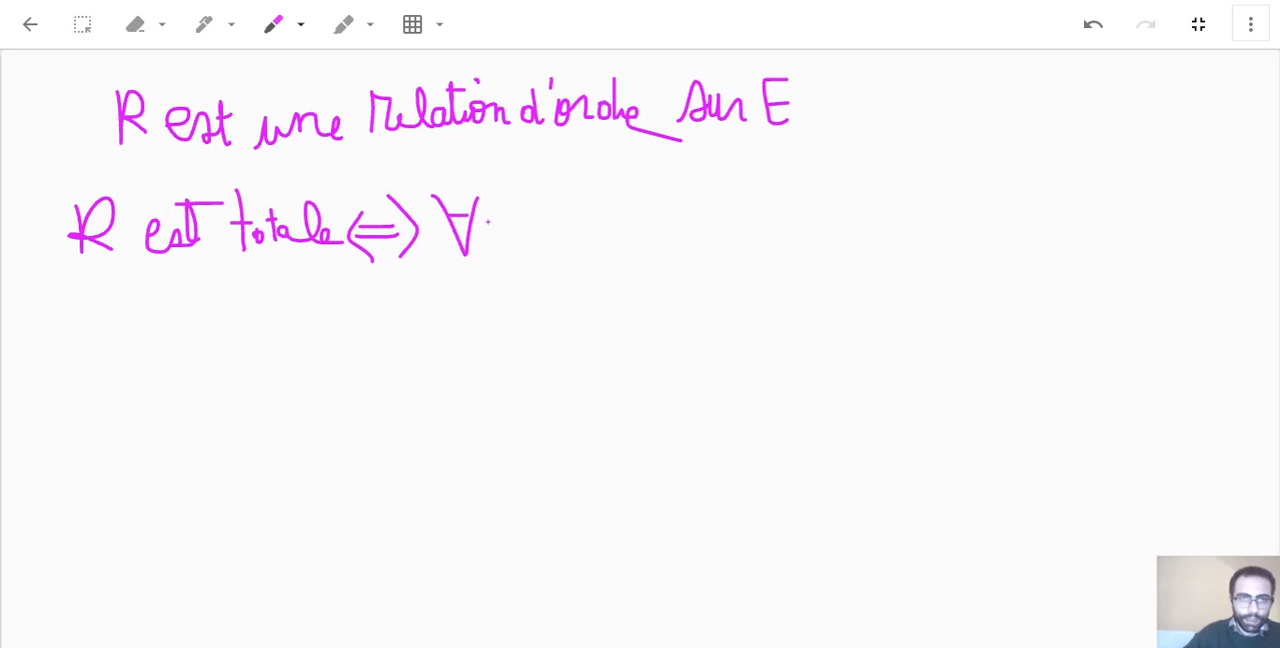 R est une relation d'ordre sur E
R est totale ⇔ ∀